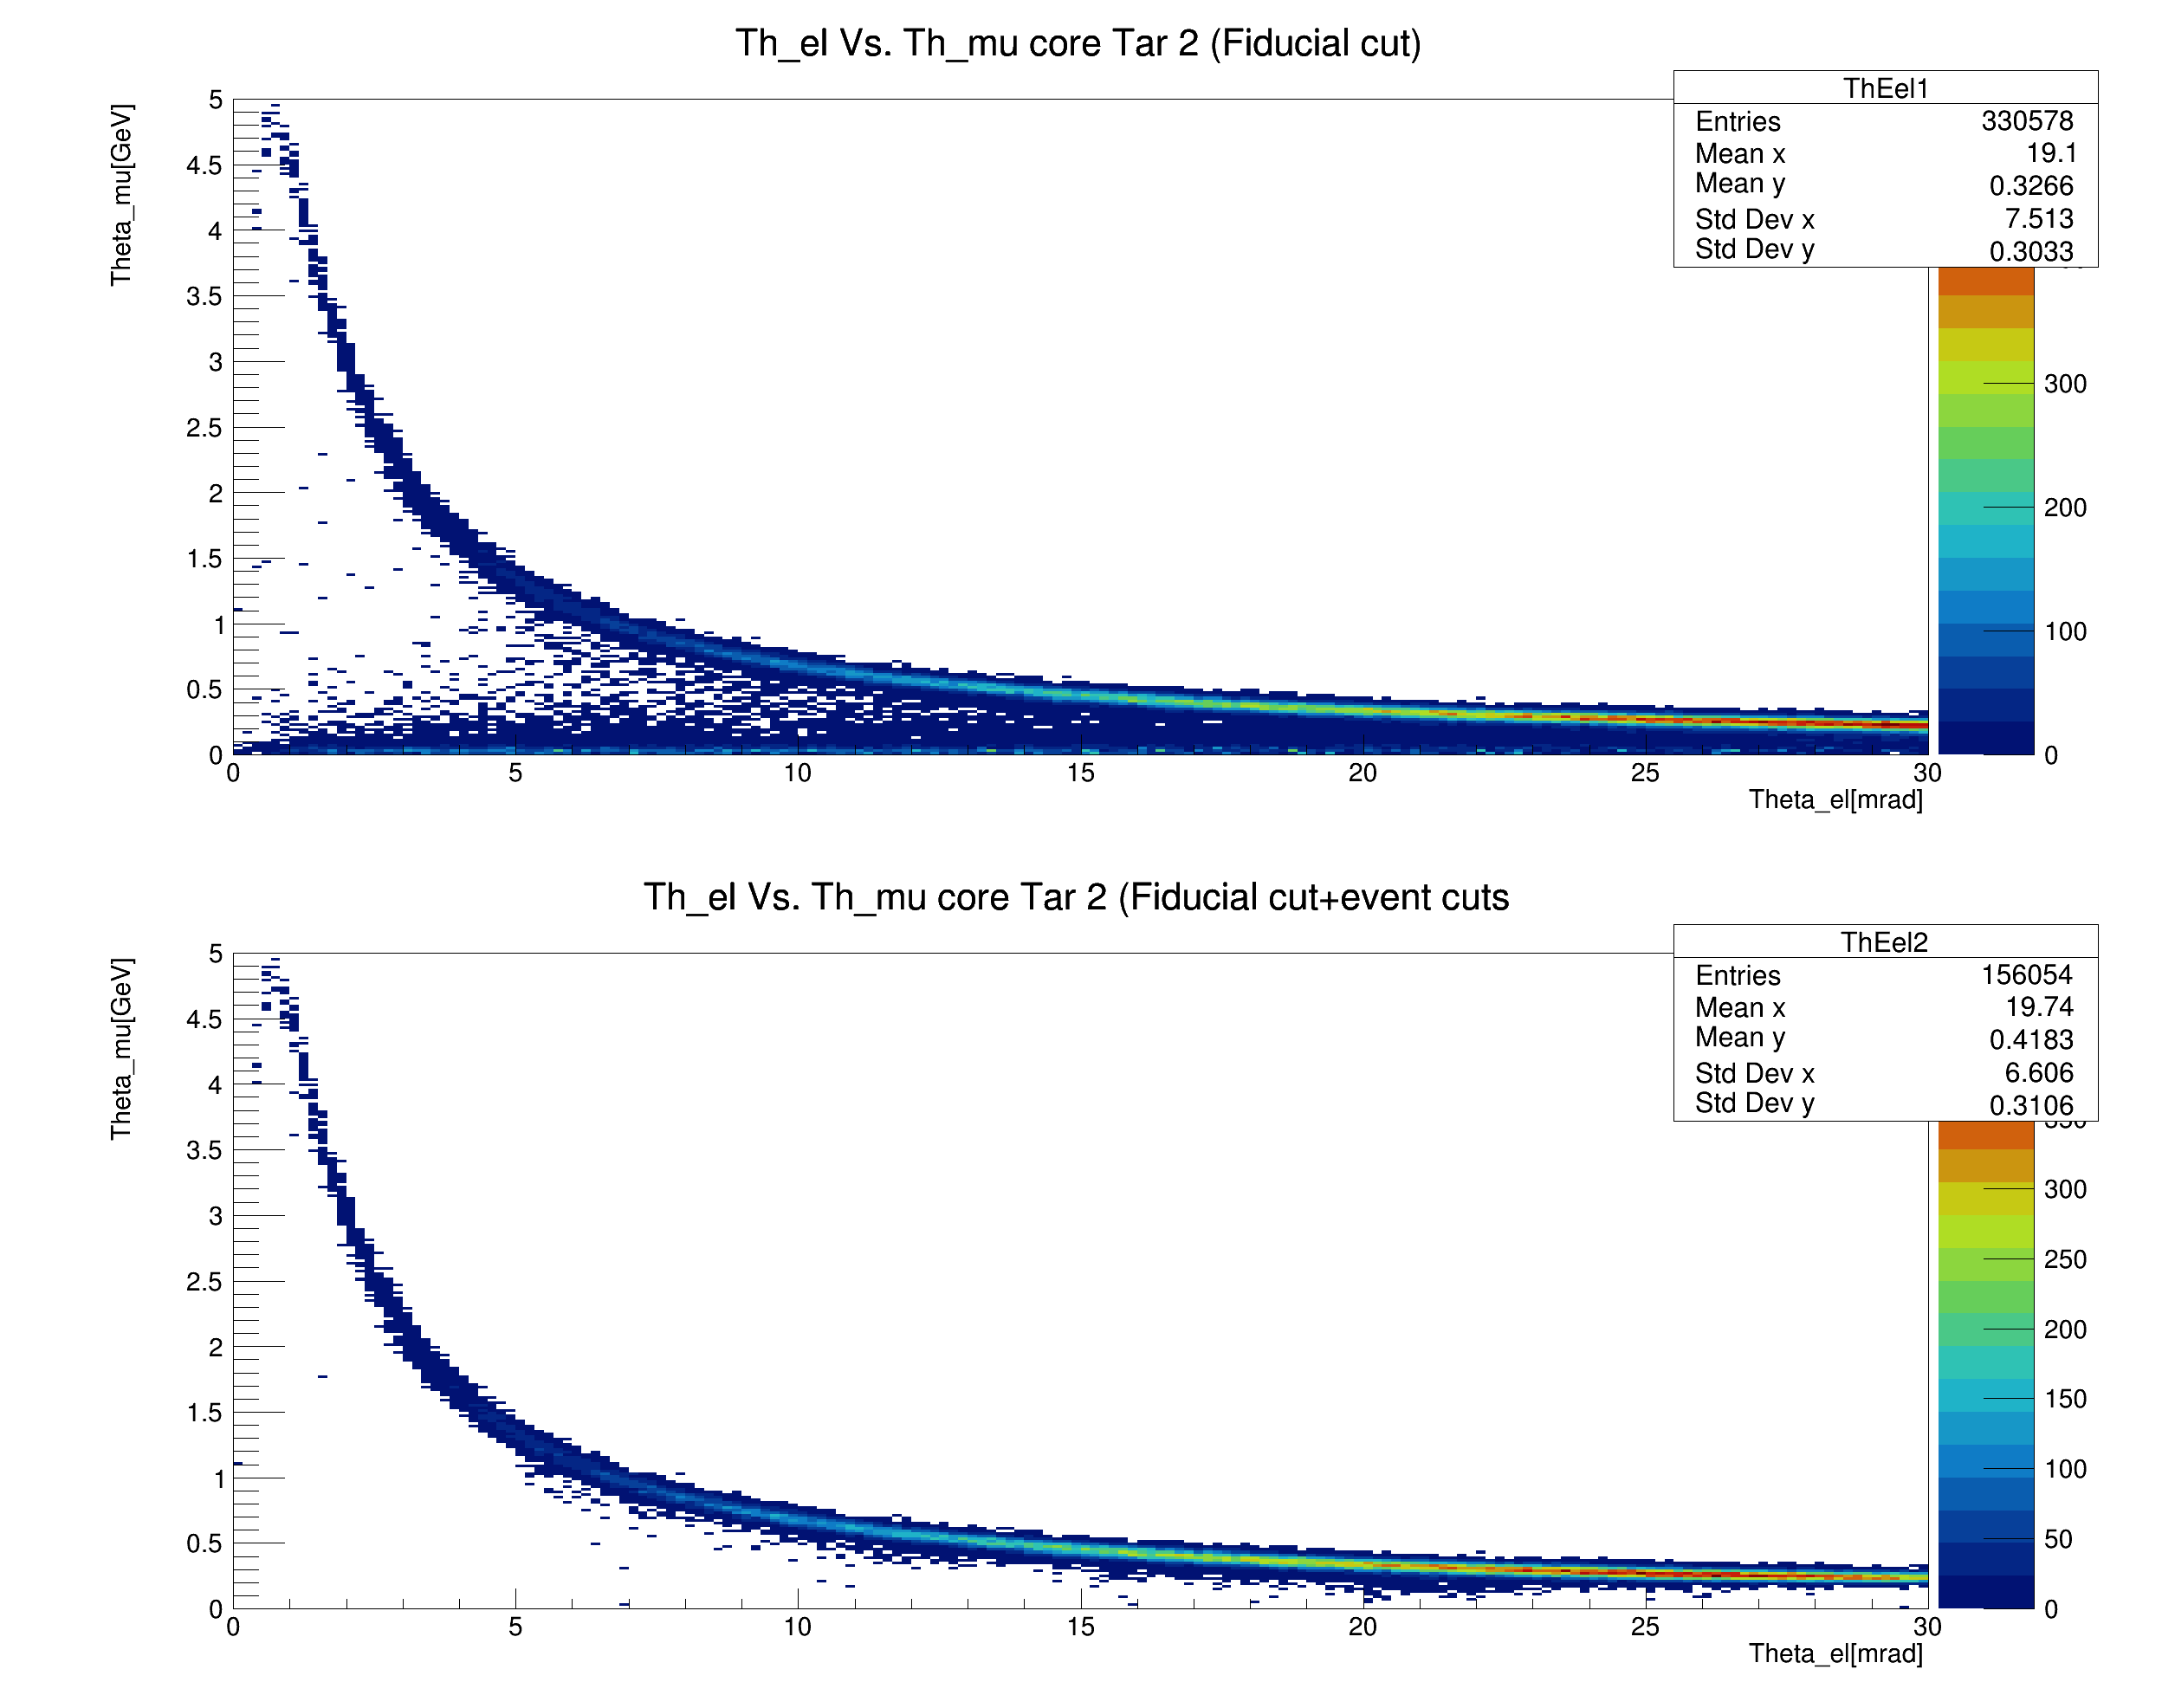 Th_el Vs. Th_mu core Tar 2 (Fiducial cut)
Theta_mu[GeV]
ThEel1
Entries 330578
Mean x 19.1
Mean y 0.3266
Std Dev x 7.513
Std Dev y 0.3033
5
4.5
4
3.5
3
2.5
2
1.5
1
0.5
0
0 5 10 15 20 25 30
Theta_el[mrad]
300
200
100
0
Th_el Vs. Th_mu core Tar 2 (Fiducial cut+event cuts
Theta_mu[GeV]
ThEel2
Entries 156054
Mean x 19.74
Mean y 0.4183
Std Dev x 6.606
Std Dev y 0.3106
5
4.5
4
3.5
3
2.5
2
1.5
1
0.5
0
0 5 10 15 20 25 30
Theta_el[mrad]
300
250
200
150
100
50
0